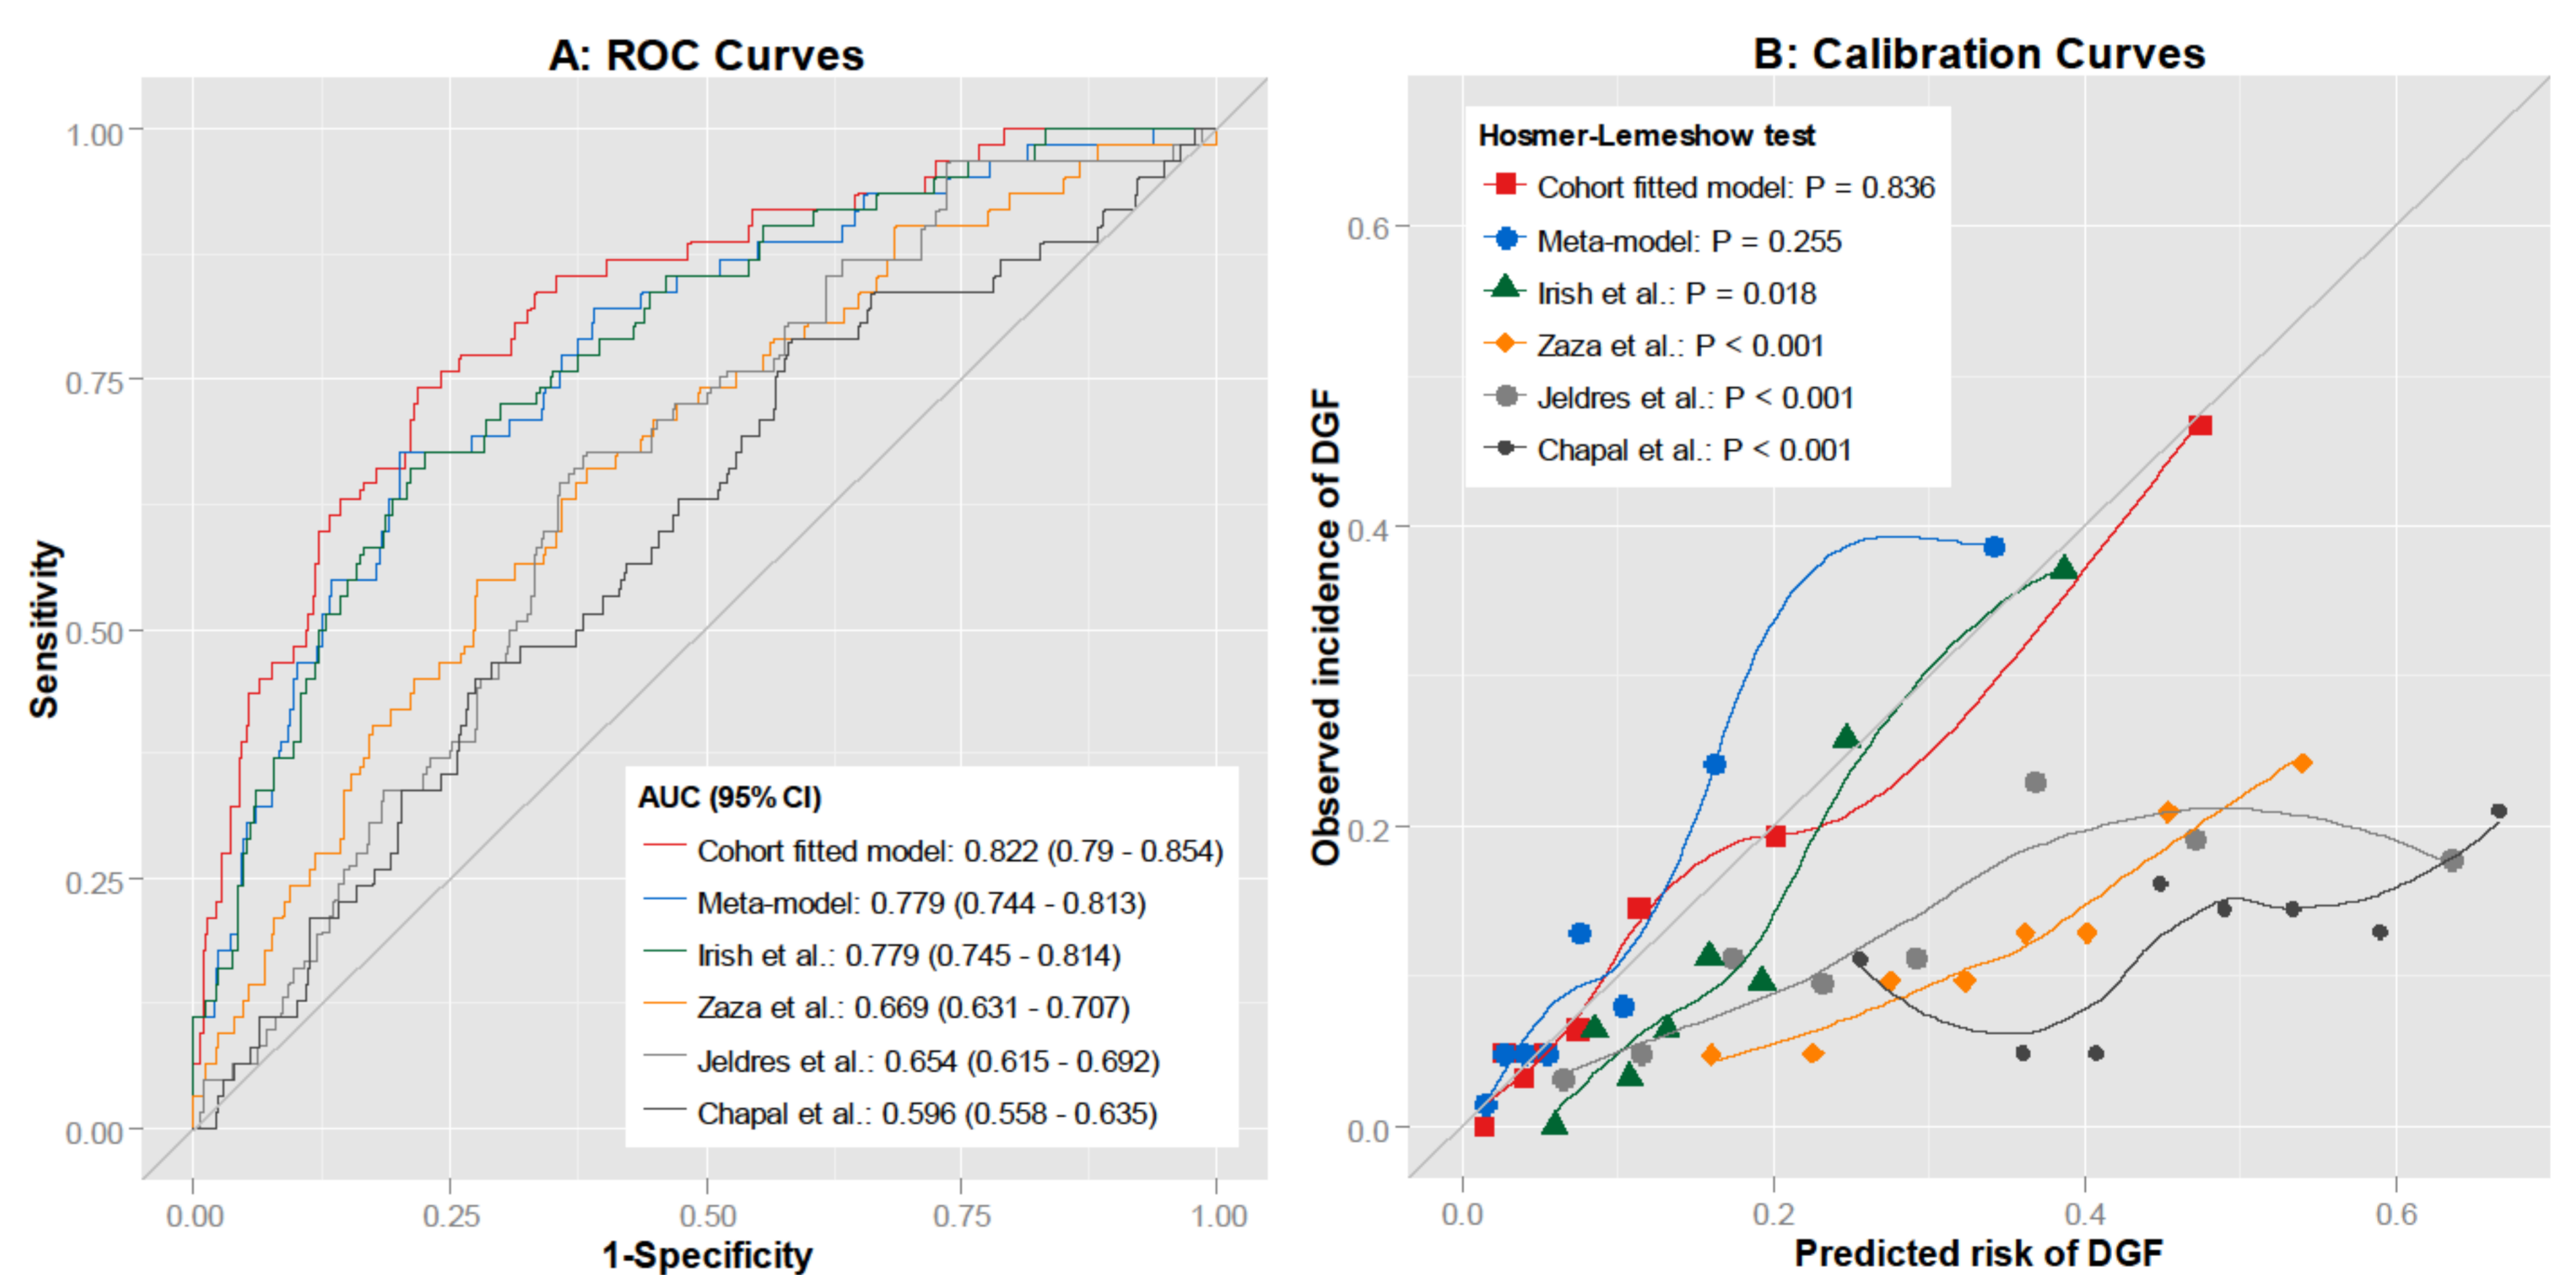 A: ROC Curves
1.00
0.75
0.50
0.25
0.00
Sensitivity
AUC (95% CI)
Cohort fitted model: 0.822 (0.79 - 0.854)
Meta-model: 0.779 (0.744 - 0.813)
Irish et al.: 0.779 (0.745 - 0.814)
Zaza et al.: 0.669 (0.631 - 0.707)
Jeldres et al.: 0.654 (0.615 - 0.692)
Chapal et al.: 0.596 (0.558 - 0.635)
0.00 0.25 0.50 0.75 1.00
1-Specificity
B: Calibration Curves
Hosmer-Lemeshow test
Cohort fitted model: P = 0.836
Meta-model: P = 0.255
Irish et al.: P = 0.018
Zaza et al.: P < 0.001
Jeldres et al.: P < 0.001
Chapal et al.: P < 0.001
0.6
0.4
0.2
0.0
Observed incidence of DGF
0.0 0.2 0.4 0.6
Predicted risk of DGF